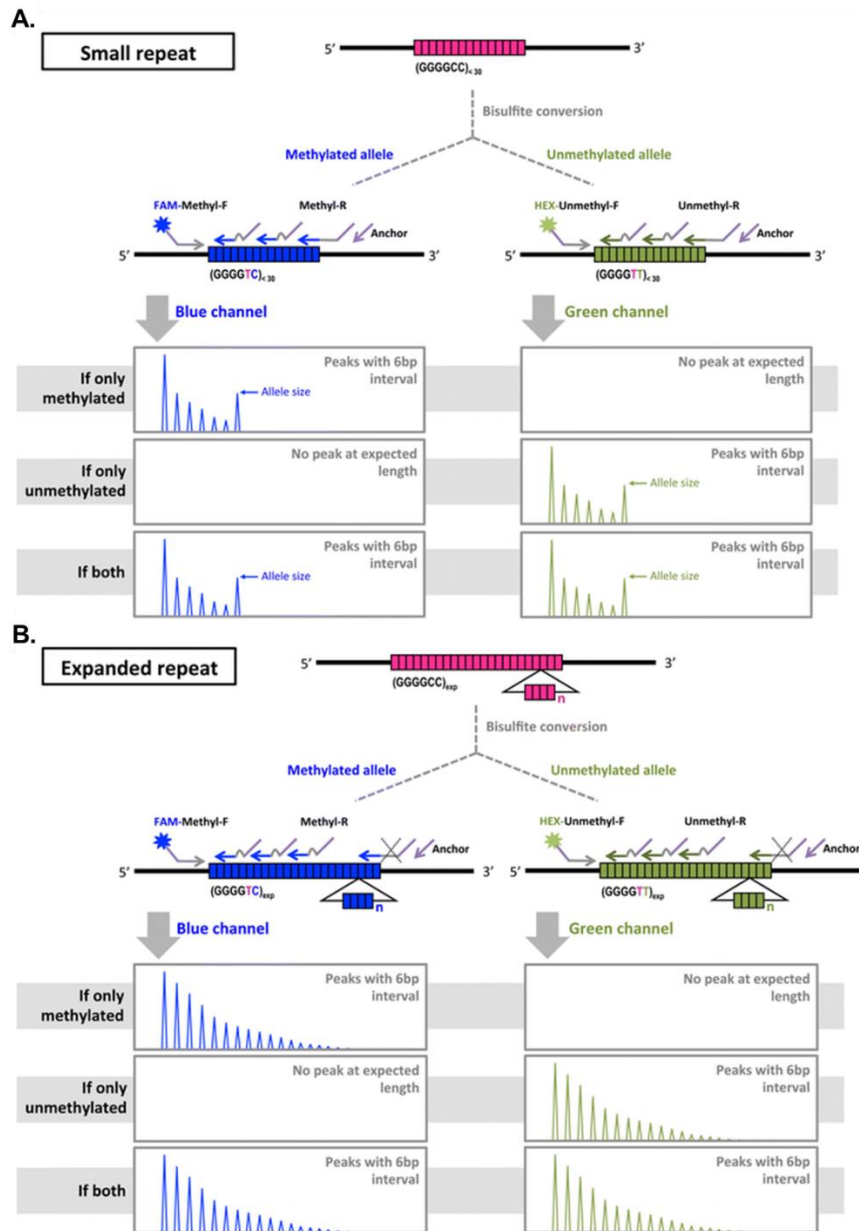 A.
Small repeat
5′ 3′
(GGGGCC)< 30
Bisulfite conversion
Methylated allele Unmethylated allele
FAM-Methyl-F Methyl-R HEX-Unmethyl-F Unmethyl-R
Anchor Anchor
5′ 3′ 5′ 3′
(GGGGTC)< 30 (GGGGTT)< 30
Blue channel Green channel
If only
methylated
Peaks with 6bp
interval
Allele size
No peak at expected
length
If only
unmethylated
No peak at expected
length
Peaks with 6bp
interval
Allele size
If both
Peaks with 6bp
interval
Allele size
Peaks with 6bp
interval
Allele size
B.
Expanded repeat
5′ 3′
(GGGGCC)exp
n
Bisulfite conversion
Methylated allele Unmethylated allele
FAM-Methyl-F Methyl-R HEX-Unmethyl-F Unmethyl-R
Anchor Anchor
5′ 3′ 5′ 3′
(GGGGTC)exp (GGGGTT)exp
n n
Blue channel Green channel
If only
methylated
Peaks with 6bp
interval
No peak at expected
length
If only
unmethylated
No peak at expected
length
Peaks with 6bp
interval
If both
Peaks with 6bp
interval
Peaks with 6bp
interval